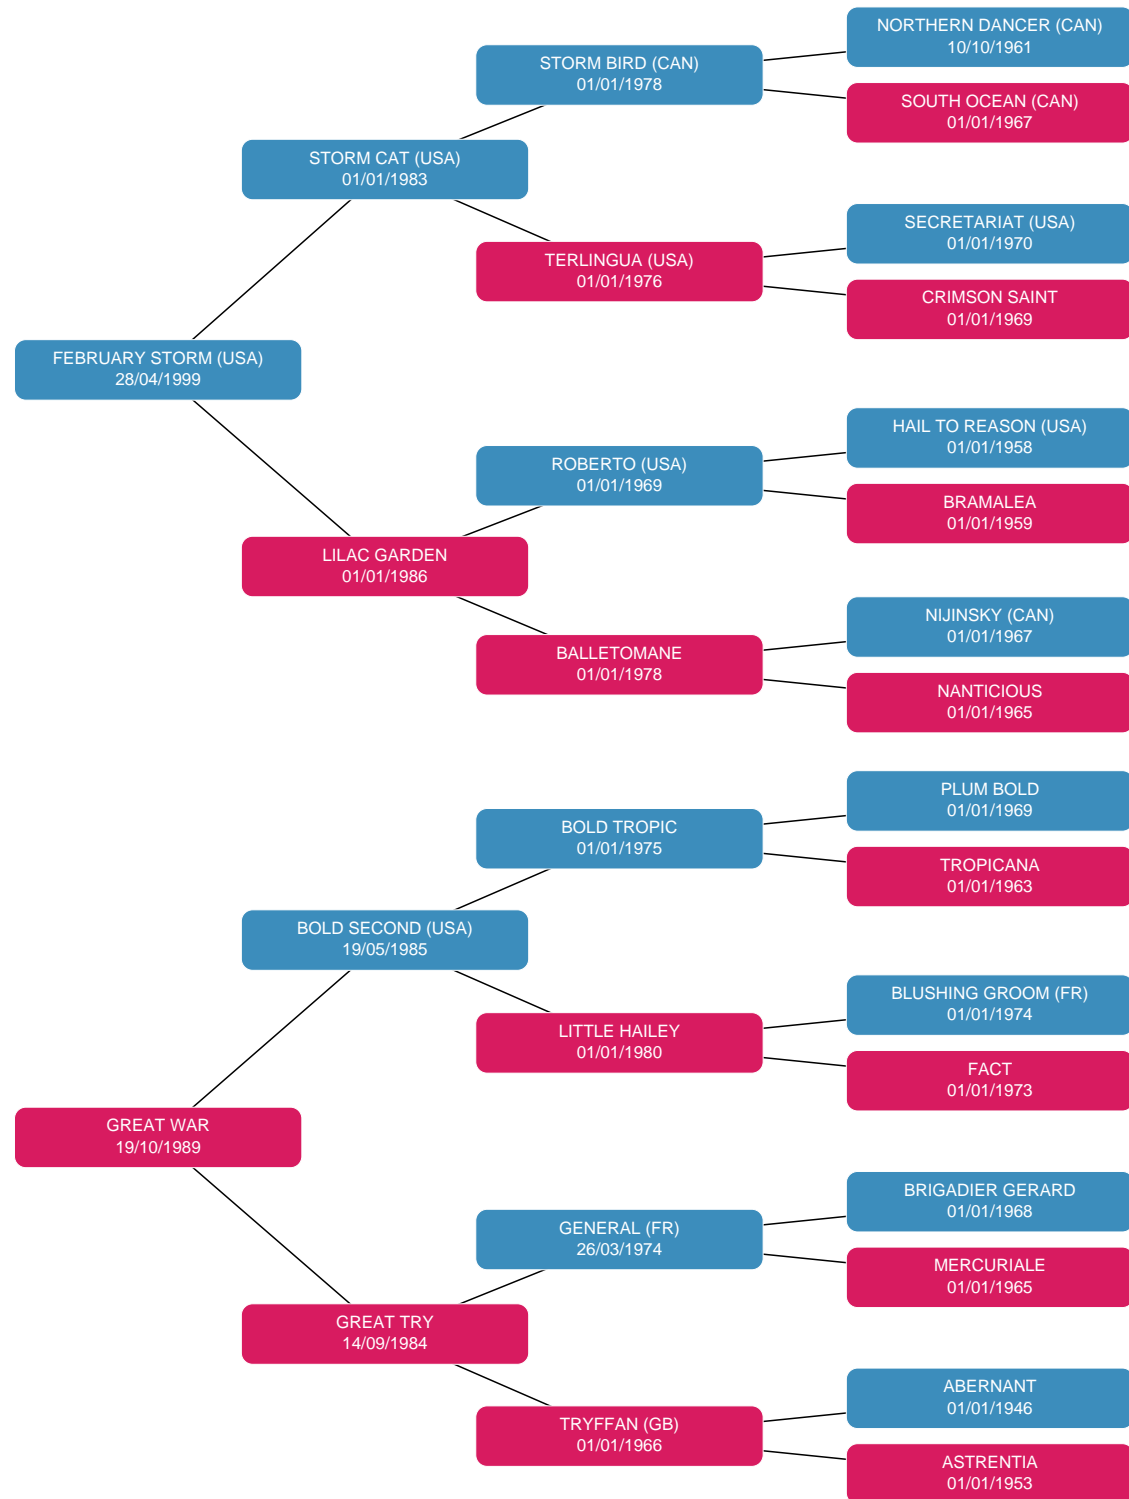 NORTHERN DANCER (CAN)
10/10/1961
STORM BIRD (CAN)
01/01/1978
SOUTH OCEAN (CAN)
01/01/1967
STORM CAT (USA)
01/01/1983
SECRETARIAT (USA)
01/01/1970
TERLINGUA (USA)
01/01/1976
CRIMSON SAINT
01/01/1969
FEBRUARY STORM (USA)
28/04/1999
HAIL TO REASON (USA)
01/01/1958
ROBERTO (USA)
01/01/1969
BRAMALEA
01/01/1959
LILAC GARDEN
01/01/1986
NIJINSKY (CAN)
01/01/1967
BALLETOMANE
01/01/1978
NANTICIOUS
01/01/1965
PLUM BOLD
01/01/1969
BOLD TROPIC
01/01/1975
TROPICANA
01/01/1963
BOLD SECOND (USA)
19/05/1985
BLUSHING GROOM (FR)
01/01/1974
LITTLE HAILEY
01/01/1980
FACT
01/01/1973
GREAT WAR
19/10/1989
BRIGADIER GERARD
01/01/1968
GENERAL (FR)
26/03/1974
MERCURIALE
01/01/1965
GREAT TRY
14/09/1984
ABERNANT
01/01/1946
TRYFFAN (GB)
01/01/1966
ASTRENTIA
01/01/1953